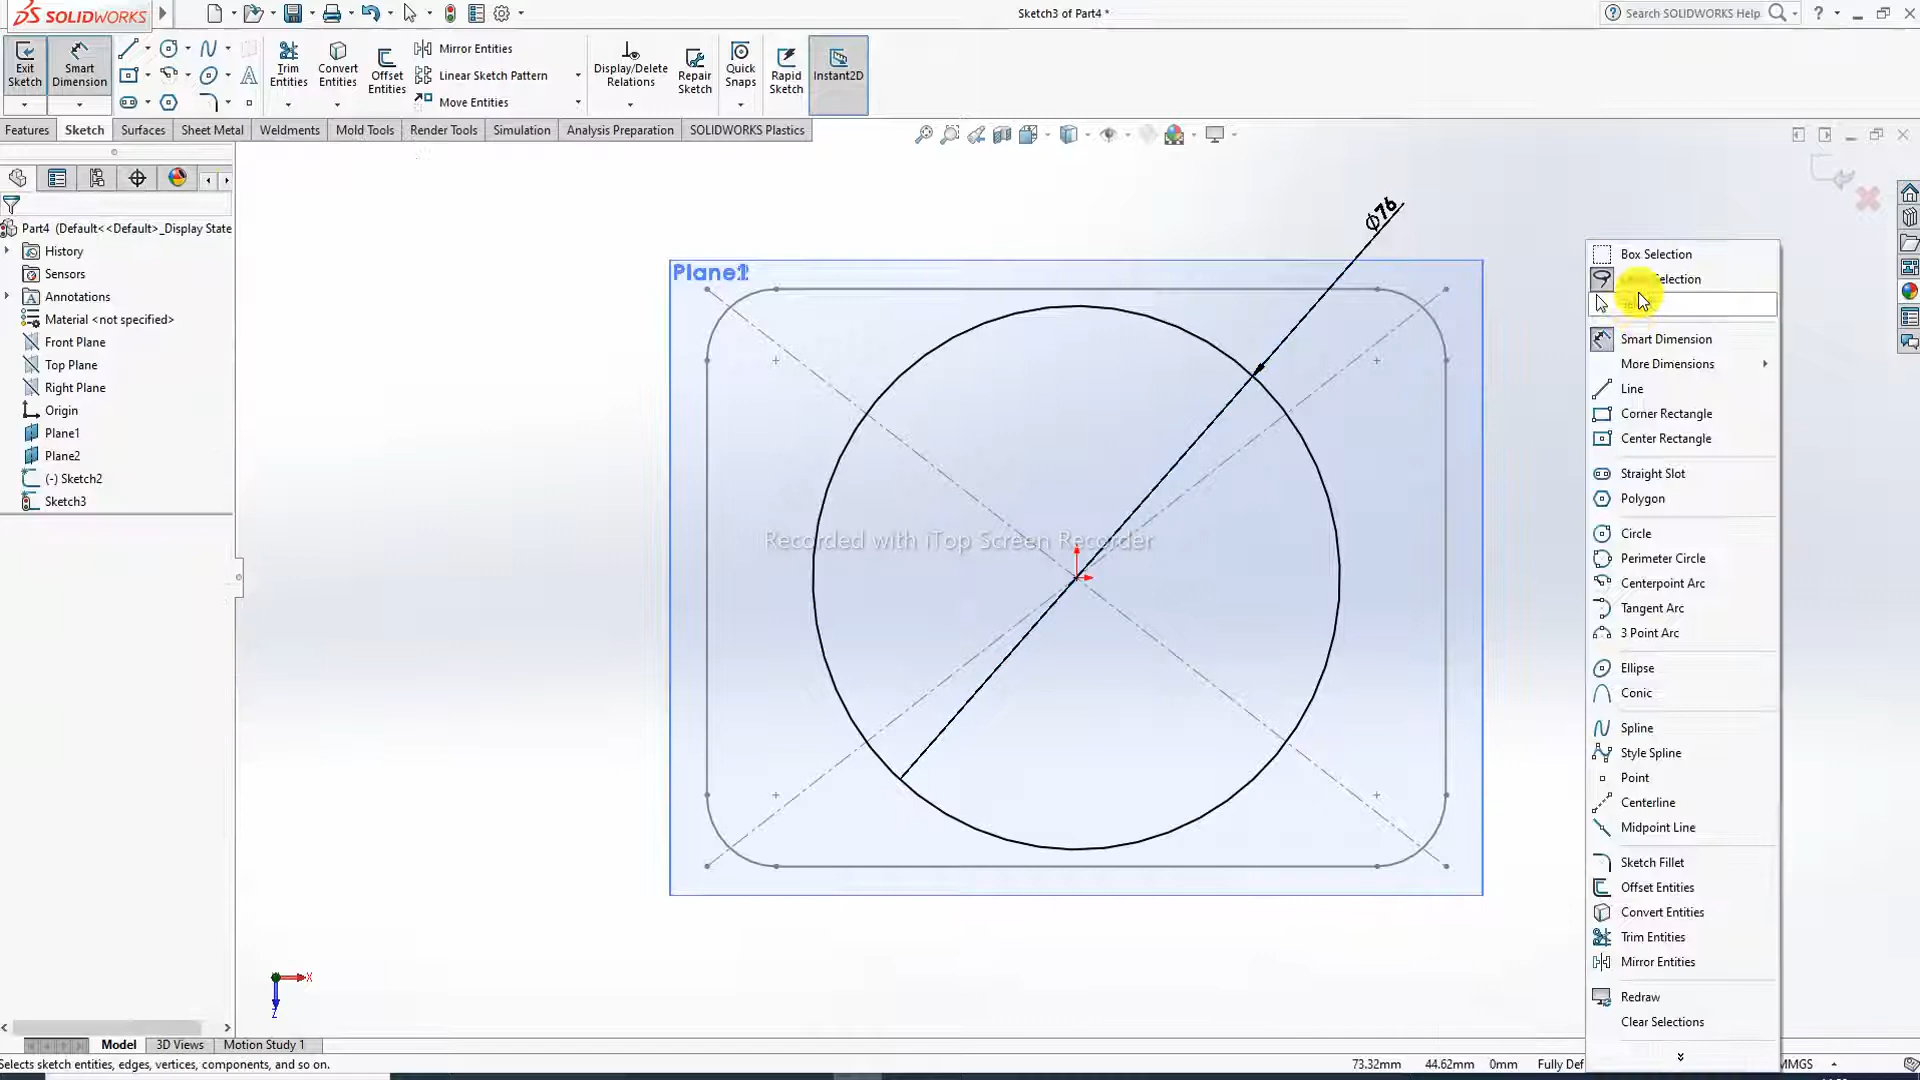 SOLIDWORKS
Sketch3 of Part4 *
Search SOLIDWORKS Help
Exit Sketch
Smart Dimension
Trim Entities
Convert Entities
Offset Entities
Mirror Entities
Linear Sketch Pattern
Move Entities
Display/Delete Relations
Repair Sketch
Quick Snaps
Rapid Sketch
Instant2D
Features
Sketch
Surfaces
Sheet Metal
Weldments
Mold Tools
Render Tools
Simulation
Analysis Preparation
SOLIDWORKS Plastics
Part4 (Default<<Default>_Display State
History
Sensors
Annotations
Material <not specified>
Front Plane
Top Plane
Right Plane
Origin
Plane1
Plane2
(-) Sketch2
Sketch3
ϕ76
Recorded with iTop Screen Recorder
Box Selection
Smart Dimension
More Dimensions
Line
Corner Rectangle
Center Rectangle
Straight Slot
Polygon
Circle
Perimeter Circle
Centerpoint Arc
Tangent Arc
3 Point Arc
Ellipse
Conic
Spline
Style Spline
Point
Centerline
Midpoint Line
Sketch Fillet
Offset Entities
Convert Entities
Trim Entities
Mirror Entities
Redraw
Clear Selections
X
Z
Model
3D Views
Motion Study 1
Selects sketch entities, edges, vertices, components, and so on.
73.32mm
44.62mm
0mm
Fully Def
MMGS